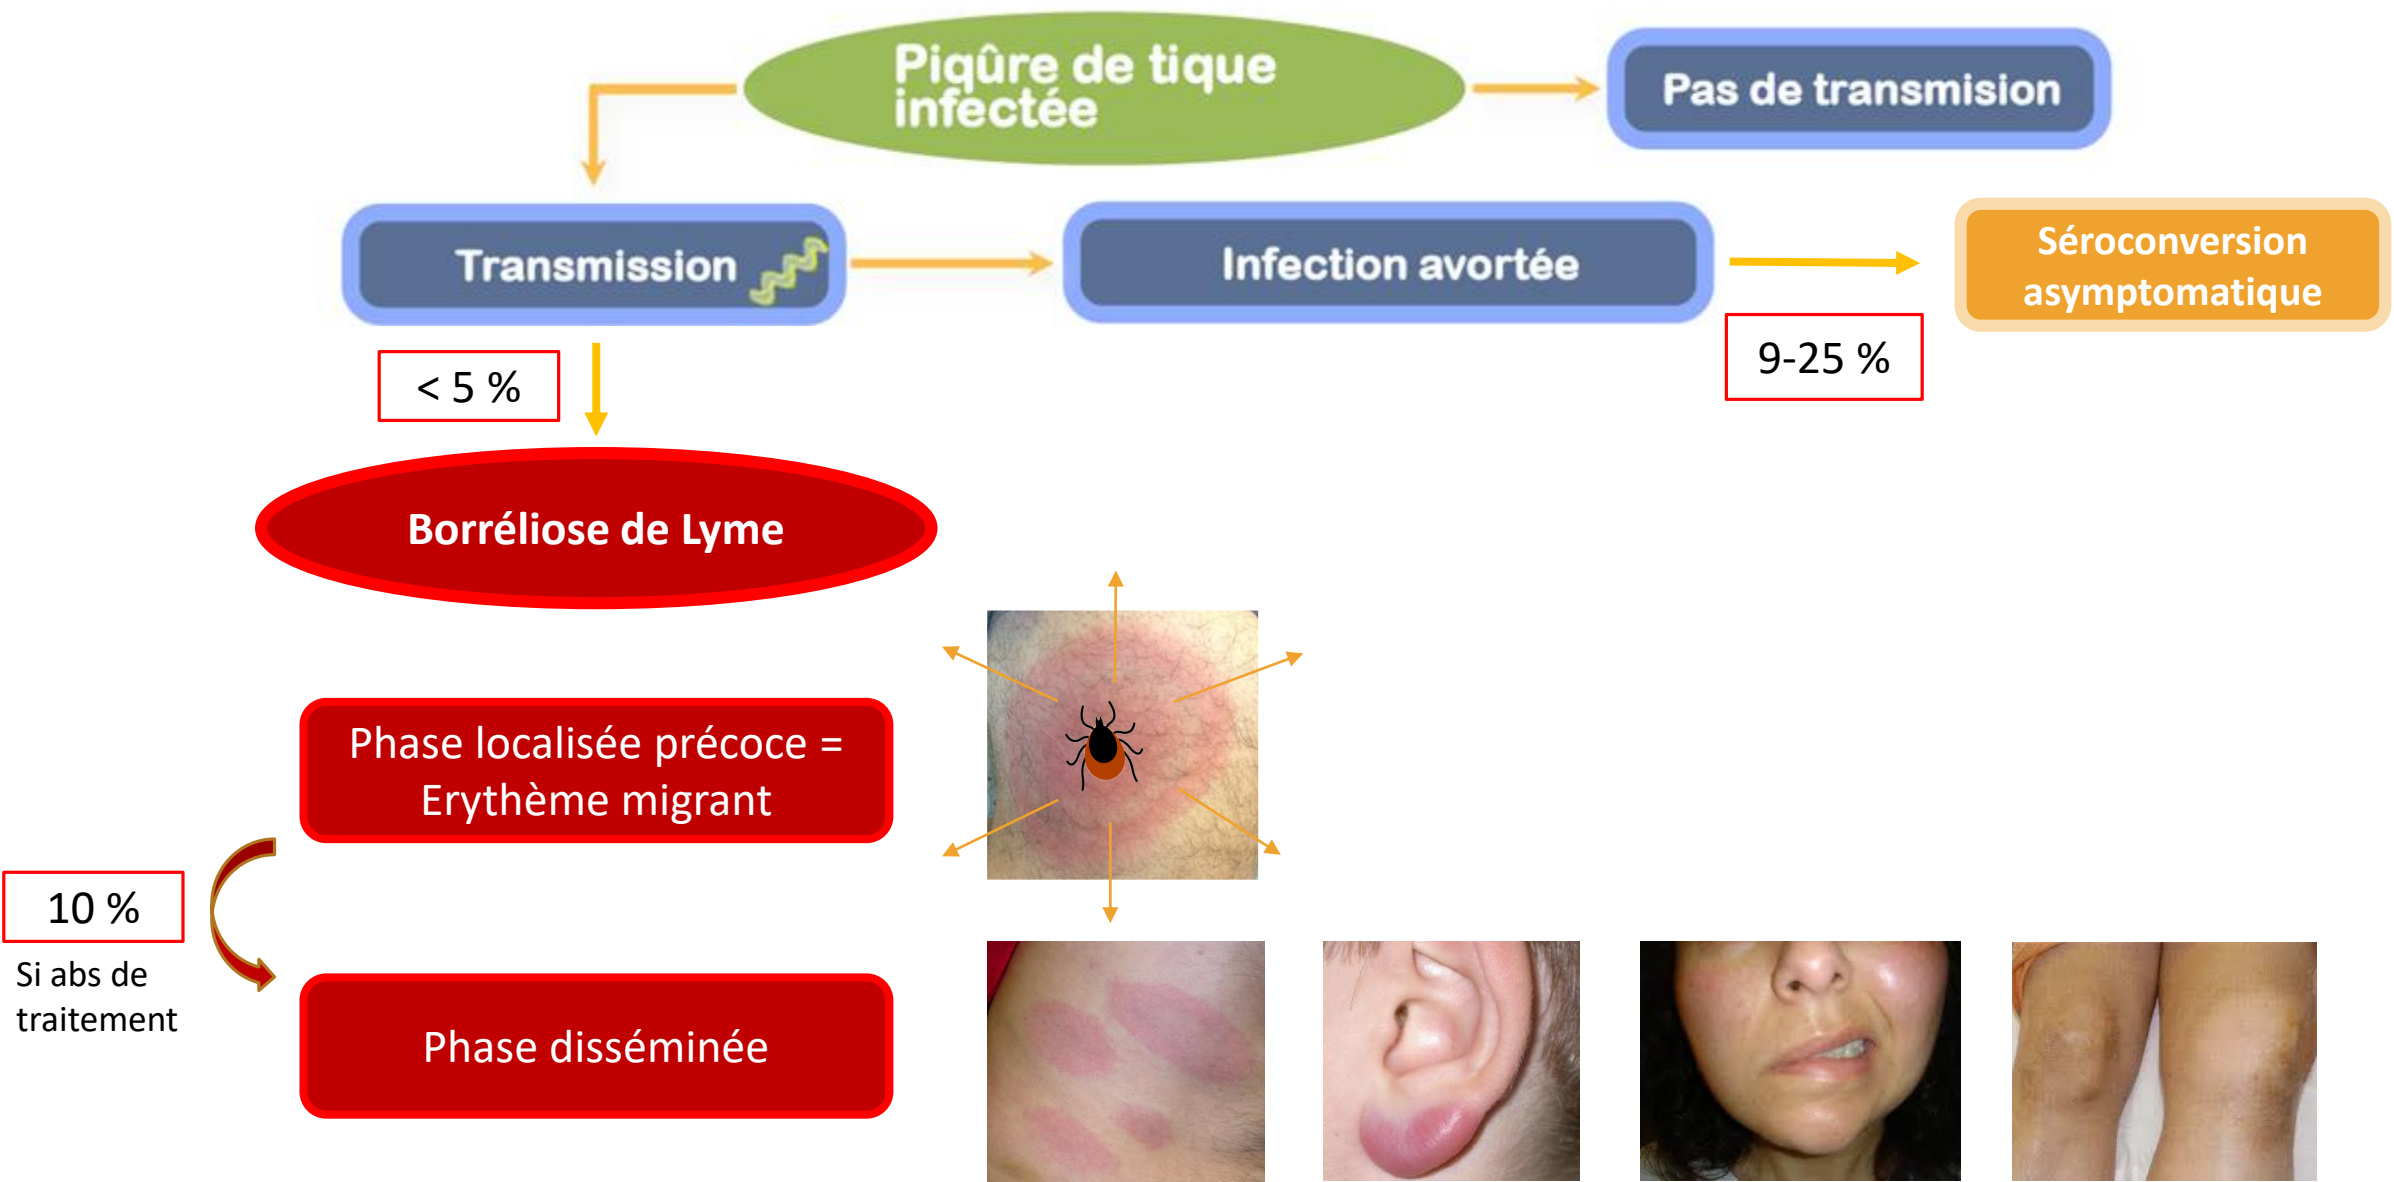 Piqûre de tique
infectée
Pas de transmision
Transmission
Infection avortée
Séroconversion
asymptomatique
< 5 %
9-25 %
Borréliose de Lyme
Phase localisée précoce =
Erythème migrant
10 %
Si abs de
traitement
Phase disséminée